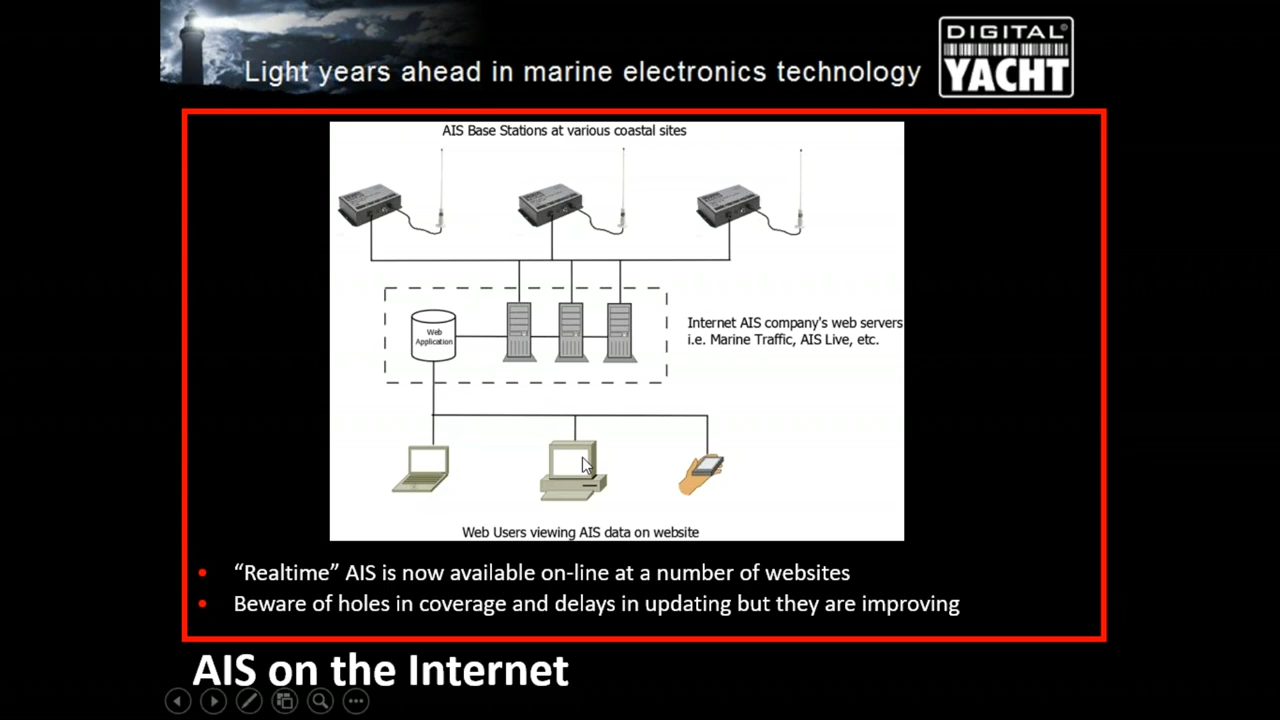 Light years ahead in marine electronics technology
DIGITAL
YACHT
AIS Base Stations at various coastal sites
Web
Application
Internet AIS company's web servers
i.e. Marine Traffic, AIS Live, etc.
Web Users viewing AIS data on website
• “Realtime” AIS is now available on-line at a number of websites
• Beware of holes in coverage and delays in updating but they are improving
AIS on the Internet